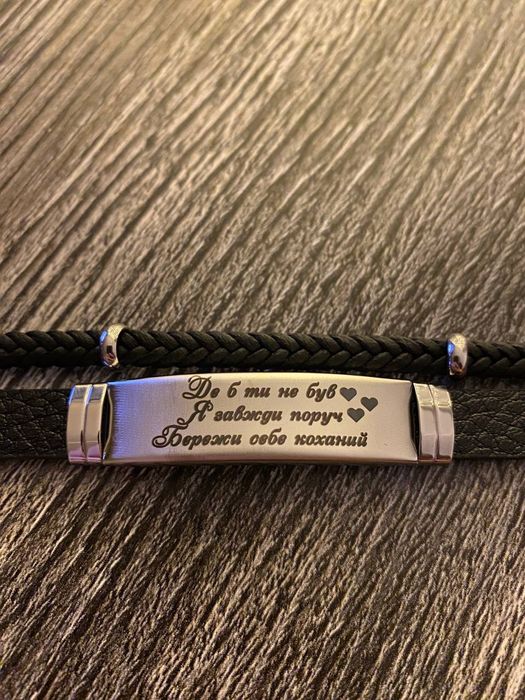 Де б ти не був🖤
Я завжди поруч🖤🖤
Бережи себе коханий